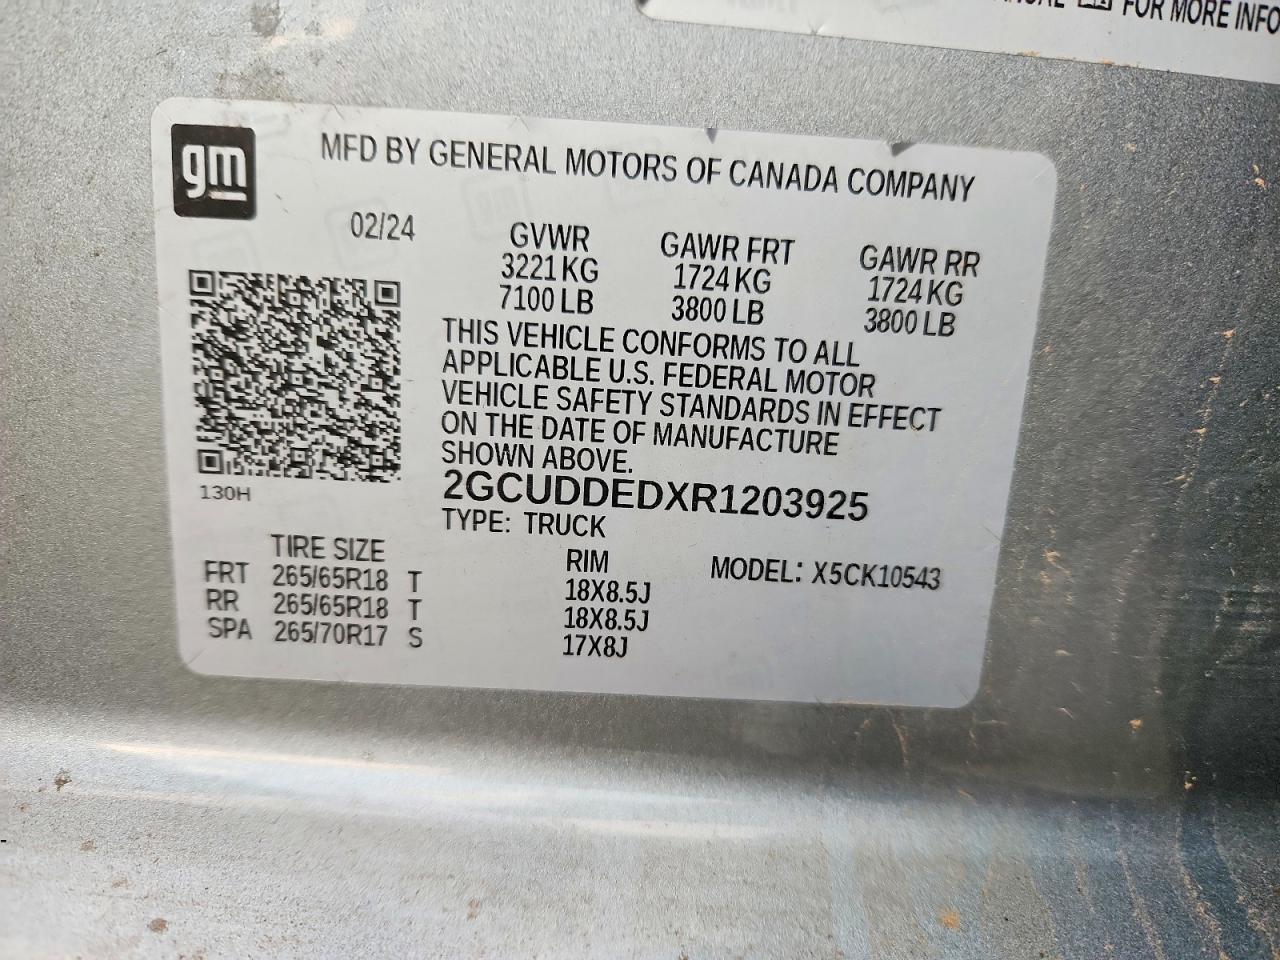 FOR MORE INFO
gm
MFD BY GENERAL MOTORS OF CANADA COMPANY
02/24
GVWR GAWR FRT GAWR RR
3221 KG 1724 KG 1724 KG
7100 LB 3800 LB 3800 LB
THIS VEHICLE CONFORMS TO ALL
APPLICABLE U.S. FEDERAL MOTOR
VEHICLE SAFETY STANDARDS IN EFFECT
ON THE DATE OF MANUFACTURE
SHOWN ABOVE.
130H
2GCUDDEDXR1203925
TYPE: TRUCK
TIRE SIZE RIM MODEL: X5CK10543
FRT 265/65R18 T 18X8.5J
RR 265/65R18 T 18X8.5J
SPA 265/70R17 S 17X8J